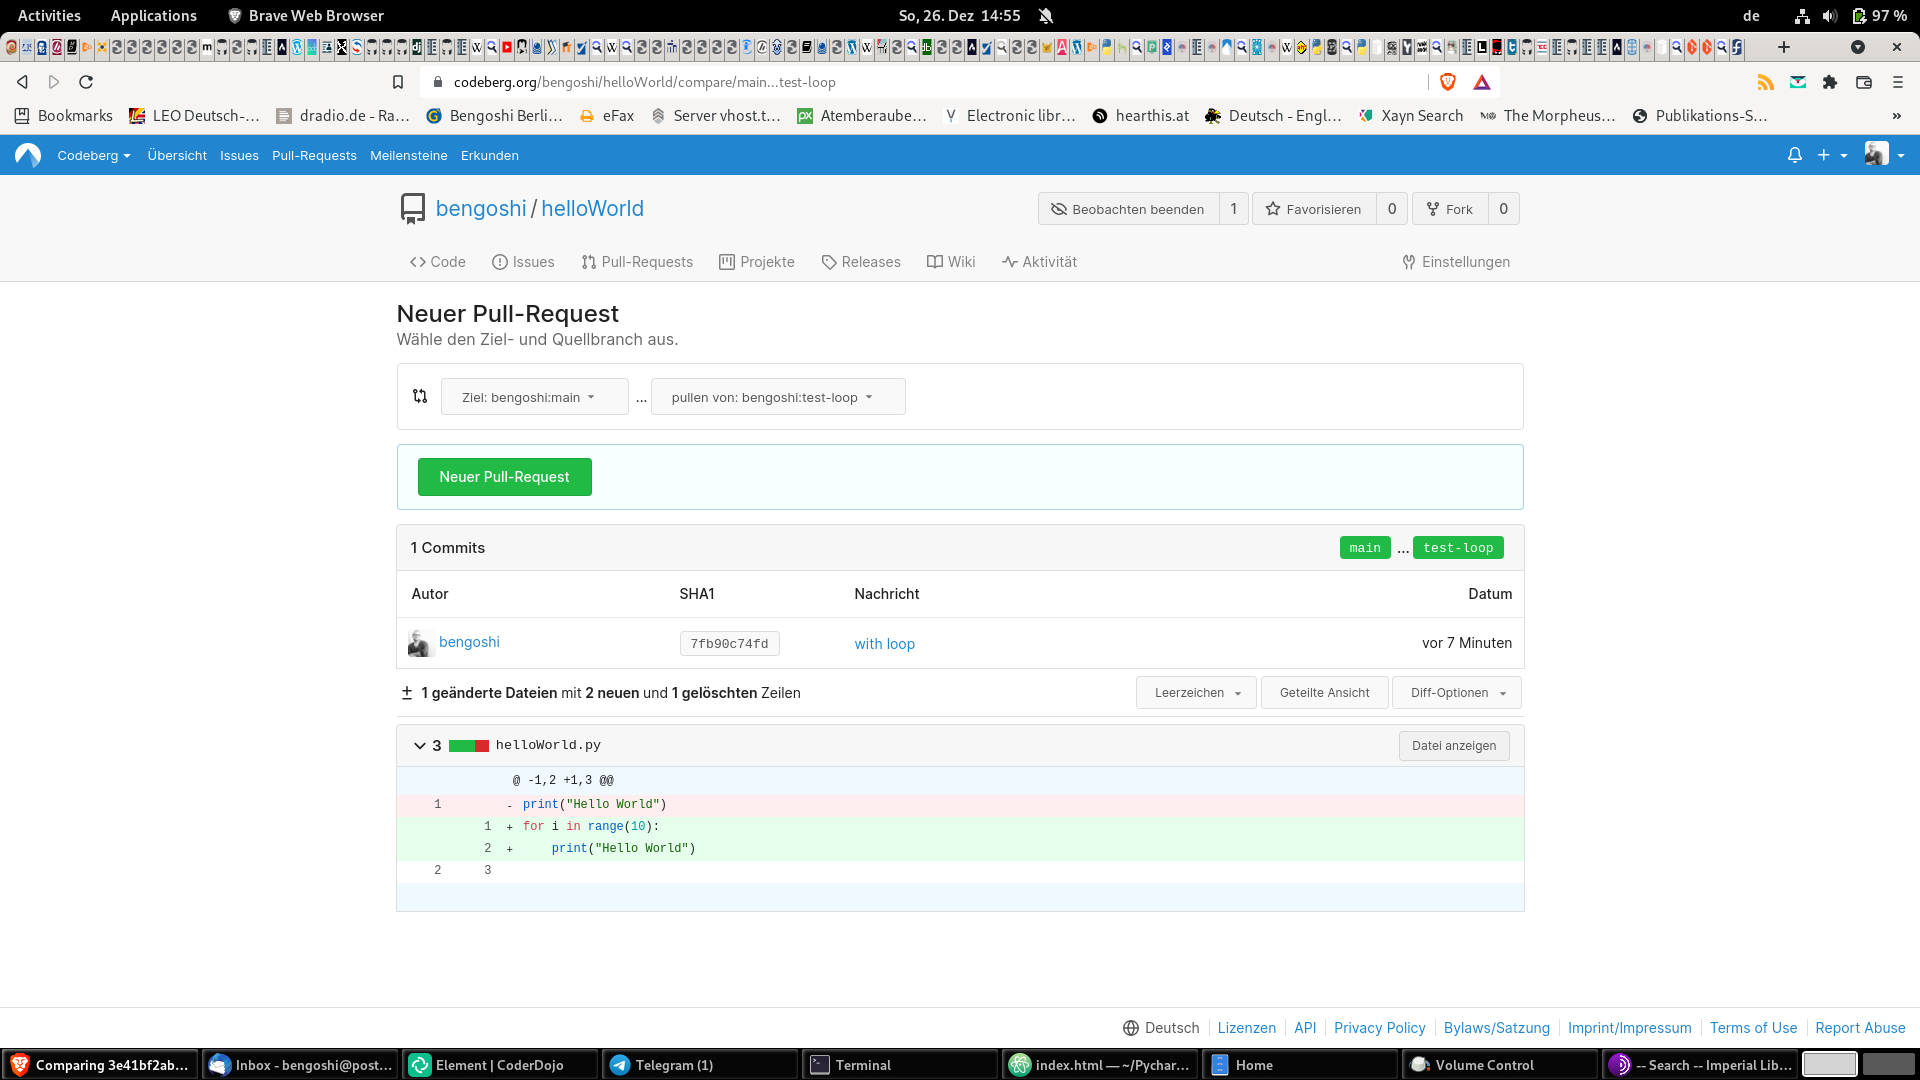 Activities Applications Brave Web Browser So, 26. Dez 14:55 de 97 %
codeberg.org/bengoshi/helloWorld/compare/main...test-loop
Bookmarks LEO Deutsch-... dradio.de - Ra... Bengoshi Berli... eFax Server vhost.t... Atemberaube... Electronic libr... hearthis.at Deutsch - Engl... Xayn Search The Morpheus... Publikations-S... »
Codeberg Übersicht Issues Pull-Requests Meilensteine Erkunden
bengoshi / helloWorld Beobachten beenden 1 Favorisieren 0 Fork 0
Code Issues Pull-Requests Projekte Releases Wiki Aktivität Einstellungen
Neuer Pull-Request
Wähle den Ziel- und Quellbranch aus.
Ziel: bengoshi:main ... pullen von: bengoshi:test-loop
Neuer Pull-Request
1 Commits main ... test-loop
Autor SHA1 Nachricht Datum
bengoshi 7fb90c74fd with loop vor 7 Minuten
1 geänderte Dateien mit 2 neuen und 1 gelöschten Zeilen Leerzeichen Geteilte Ansicht Diff-Optionen
3 helloWorld.py Datei anzeigen
@ -1,2 +1,3 @@
1 - print("Hello World")
1 + for i in range(10):
2 + print("Hello World")
2 3
Deutsch Lizenzen API Privacy Policy Bylaws/Satzung Imprint/Impressum Terms of Use Report Abuse
Comparing 3e41bf2ab... Inbox - bengoshi@post... Element | CoderDojo Telegram (1) Terminal index.html — ~/Pychar... Home Volume Control -- Search -- Imperial Lib...